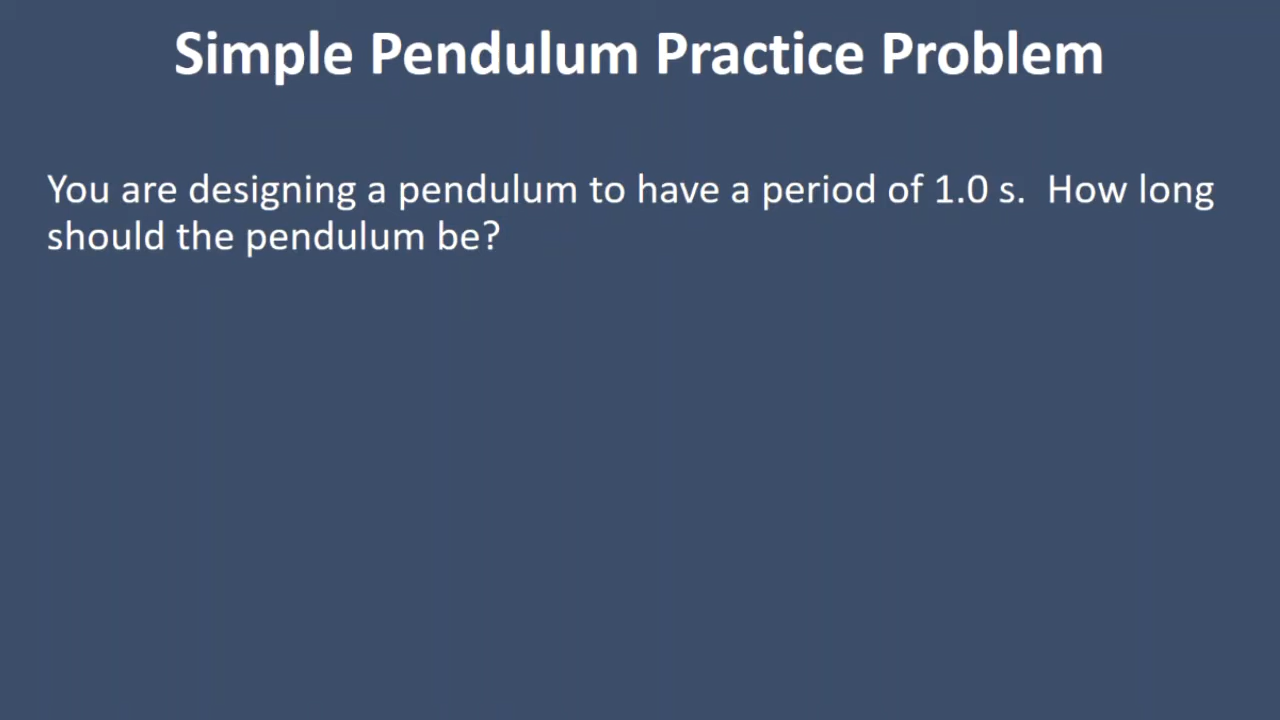 Simple Pendulum Practice Problem
You are designing a pendulum to have a period of 1.0 s.  How long
should the pendulum be?